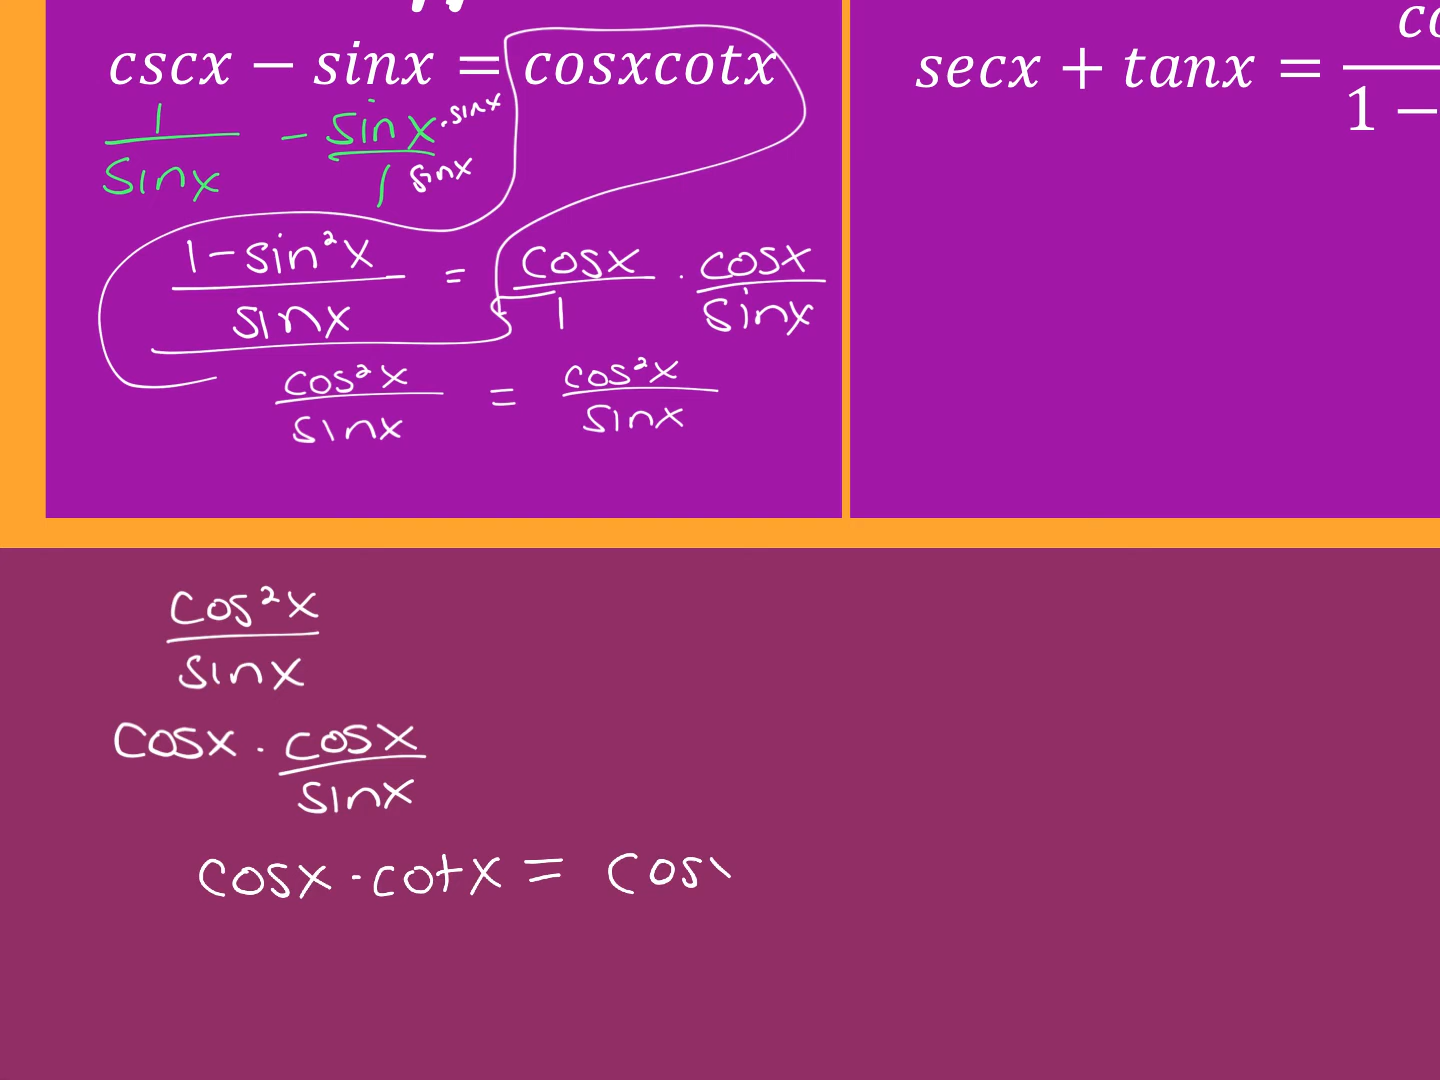 cscx − sinx = cosxcotx
1/sinx − sinx/1 · sinx/sinx
1 − sin²x/sinx = cosx/1 · cosx/sinx
cos²x/sinx = cos²x/sinx
secx + tanx =
1 −
cos²x/sinx
cosx · cosx/sinx
cosx · cotx =